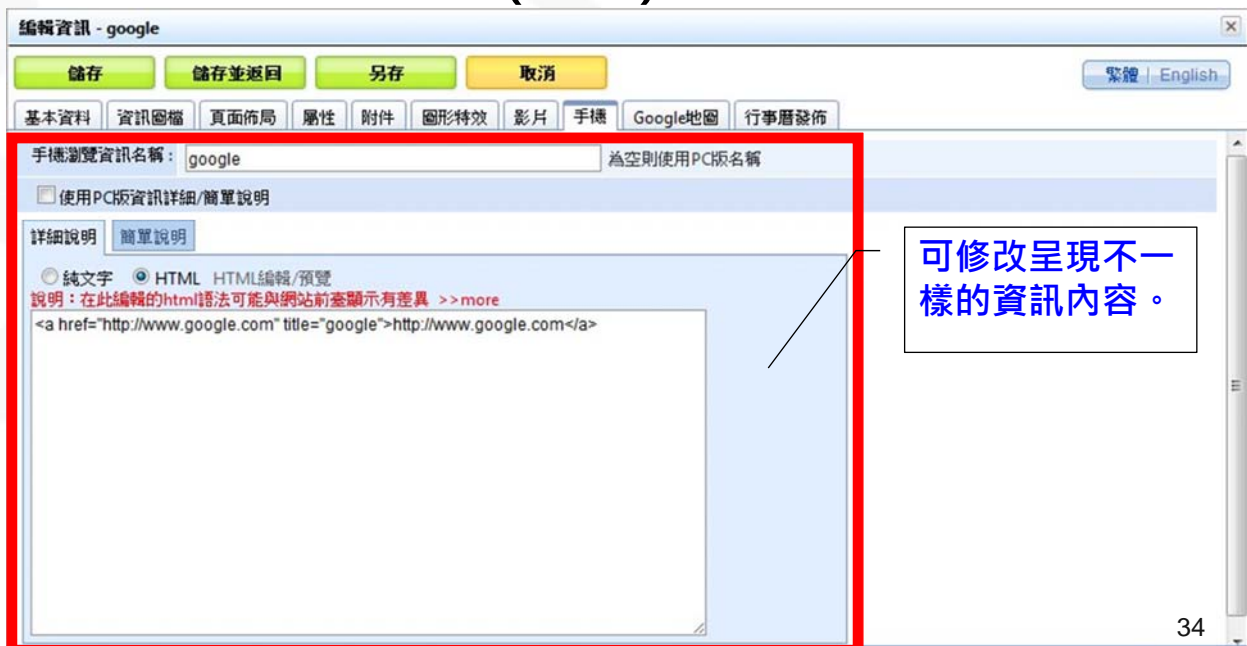 編輯資訊 - google
儲存 儲存並返回 另存 取消 繁體 | English
基本資料 資訊圖檔 頁面佈局 屬性 附件 圖形特效 影片 手機 Google地圖 行事曆發佈
手機瀏覽資訊名稱： google 為空則使用PC版名稱
使用PC版資訊詳細/簡單說明
詳細說明 簡單說明
純文字 HTML HTML編輯/預覽
說明：在此編輯的html語法可能與網站前臺顯示有差異 >>more
<a href="http://www.google.com" title="google">http://www.google.com</a>
可修改呈現不一
樣的資訊內容。
34